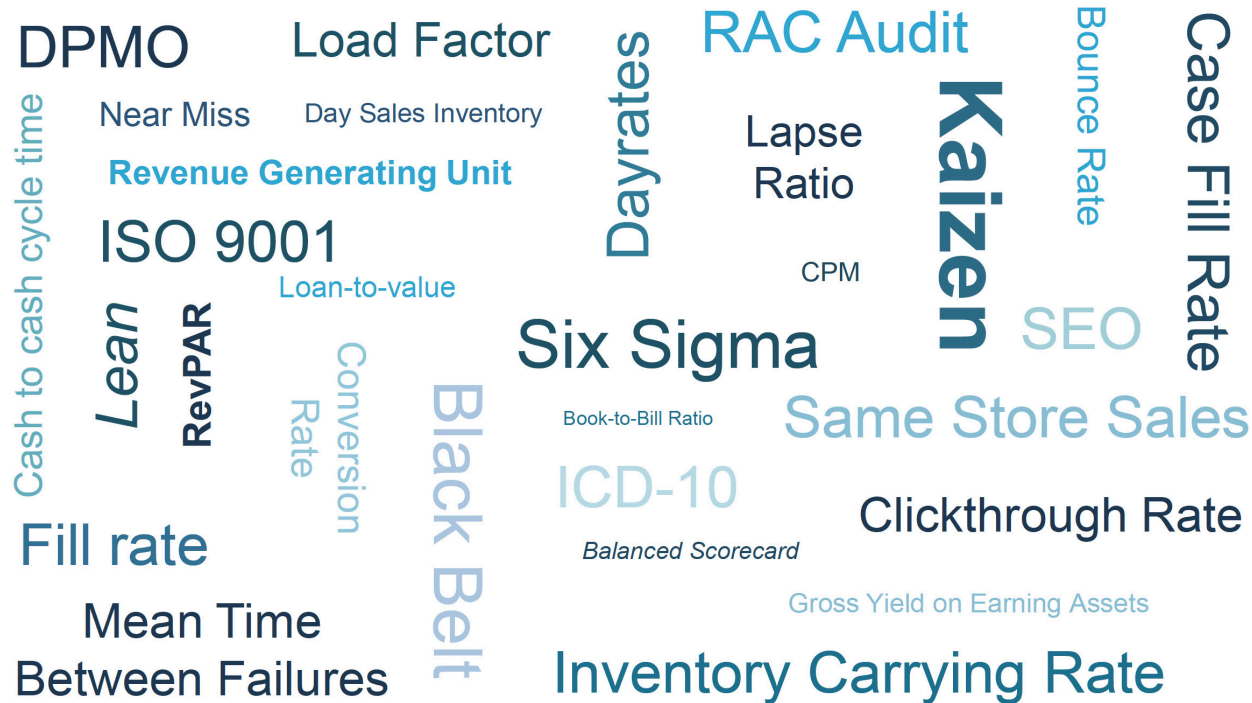 DPMO
Load Factor
RAC Audit
Near Miss
Day Sales Inventory
Dayrates
Lapse
Ratio
Kaizen
Bounce Rate
Case Fill Rate
Cash to cash cycle time
Revenue Generating Unit
ISO 9001
Loan-to-value
CPM
Lean
RevPAR
Conversion
Rate
Black Belt
Six Sigma
SEO
Book-to-Bill Ratio
Same Store Sales
ICD-10
Clickthrough Rate
Fill rate
Balanced Scorecard
Mean Time
Between Failures
Gross Yield on Earning Assets
Inventory Carrying Rate